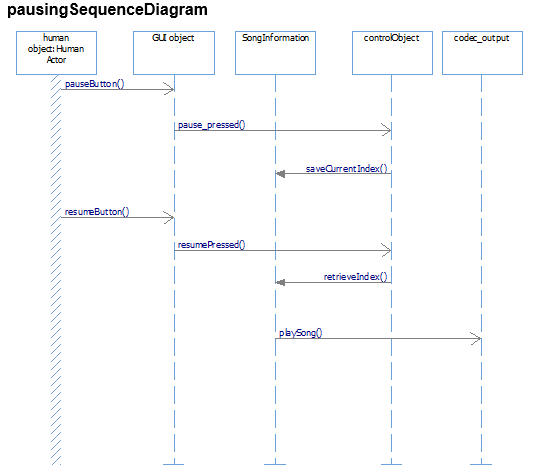 pausingSequenceDiagram
human
object: Human
Actor
GUI object
SongInformation
controlObject
codec_output
pauseButton()
pause_pressed()
saveCurrentIndex()
resumeButton()
resumePressed()
retrieveIndex()
playSong()